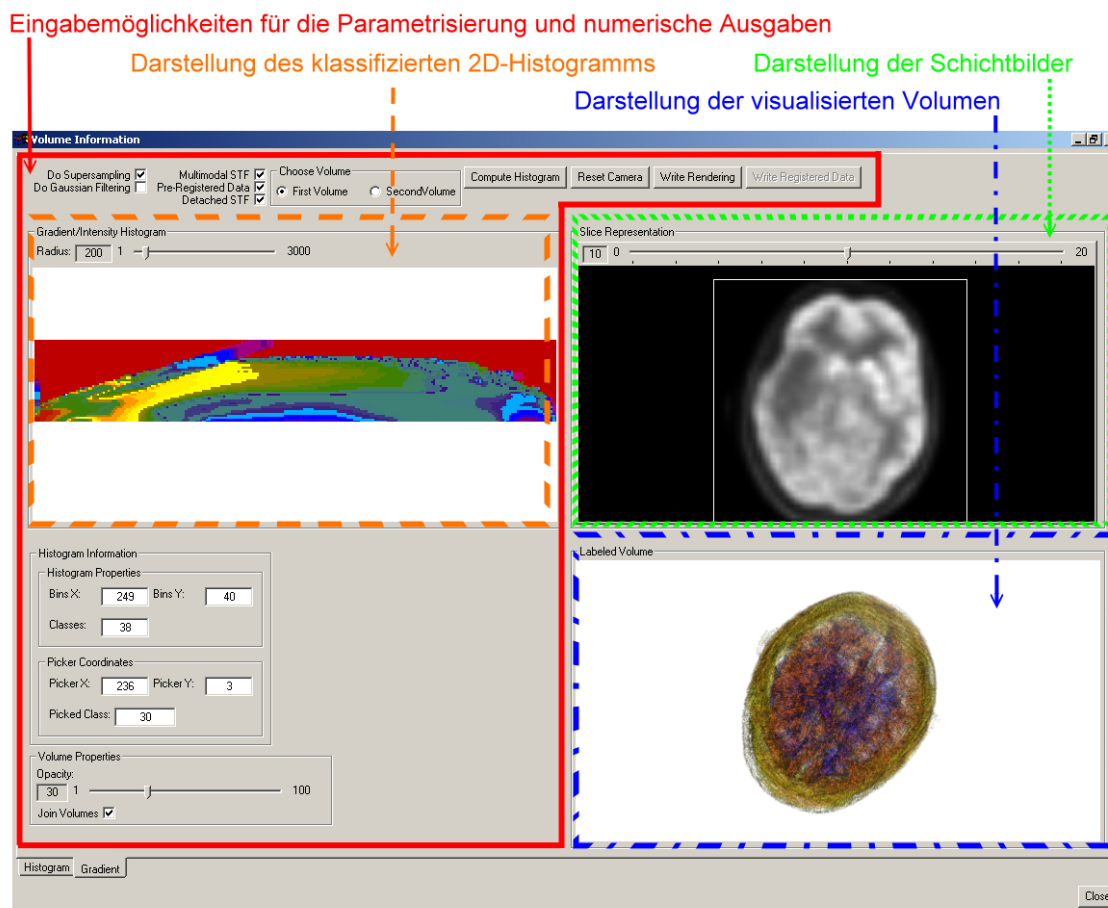 Eingabemöglichkeiten für die Parametrisierung und numerische Ausgaben
Darstellung des klassifizierten 2D-Histogramms
Darstellung der Schichtbilder
Darstellung der visualisierten Volumen
Volume Information
Do Supersampling
Do Gaussian Filtering
Multimodal STF
Pre-Registered Data
Detached STF
Choose Volume
First Volume SecondVolume
Compute Histogram Reset Camera Write Rendering Write Registered Data
Gradient/Intensity Histogram
Radius: 200 1 3000
Slice Representation
10 0 20
Histogram Information
Histogram Properties
Bins X: 249 Bins Y: 40
Classes: 38
Picker Coordinates
Picker X: 236 Picker Y: 3
Picked Class: 30
Volume Properties
Opacity:
30 1 100
Join Volumes
Labeled Volume
Histogram Gradient
Close